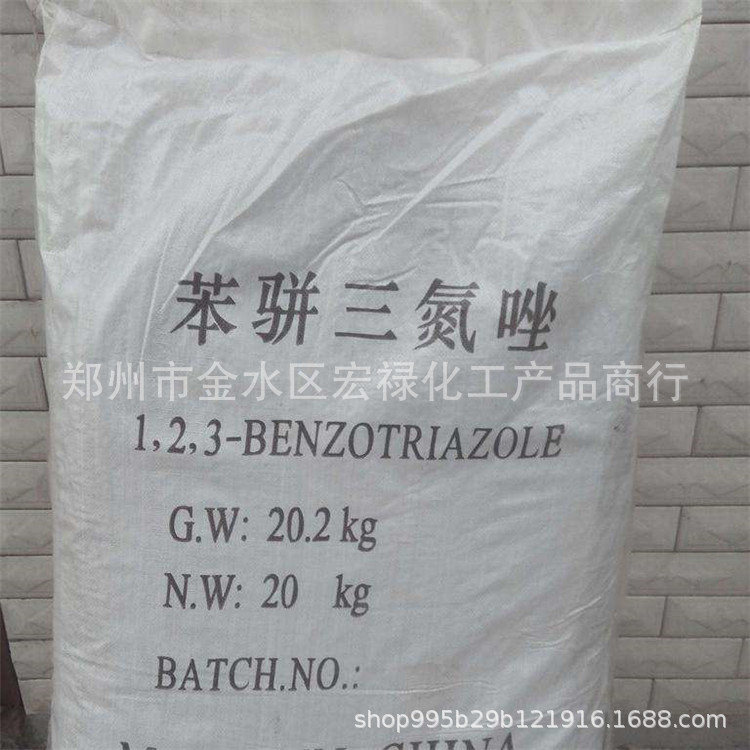 苯骈三氮唑
郑州市金水区宏禄化工产品商行
1,2,3-BENZOTRIAZOLE
G.W: 20.2 kg
N.W: 20 kg
BATCH.NO.:
CHINA
shop995b29b121916.1688.com